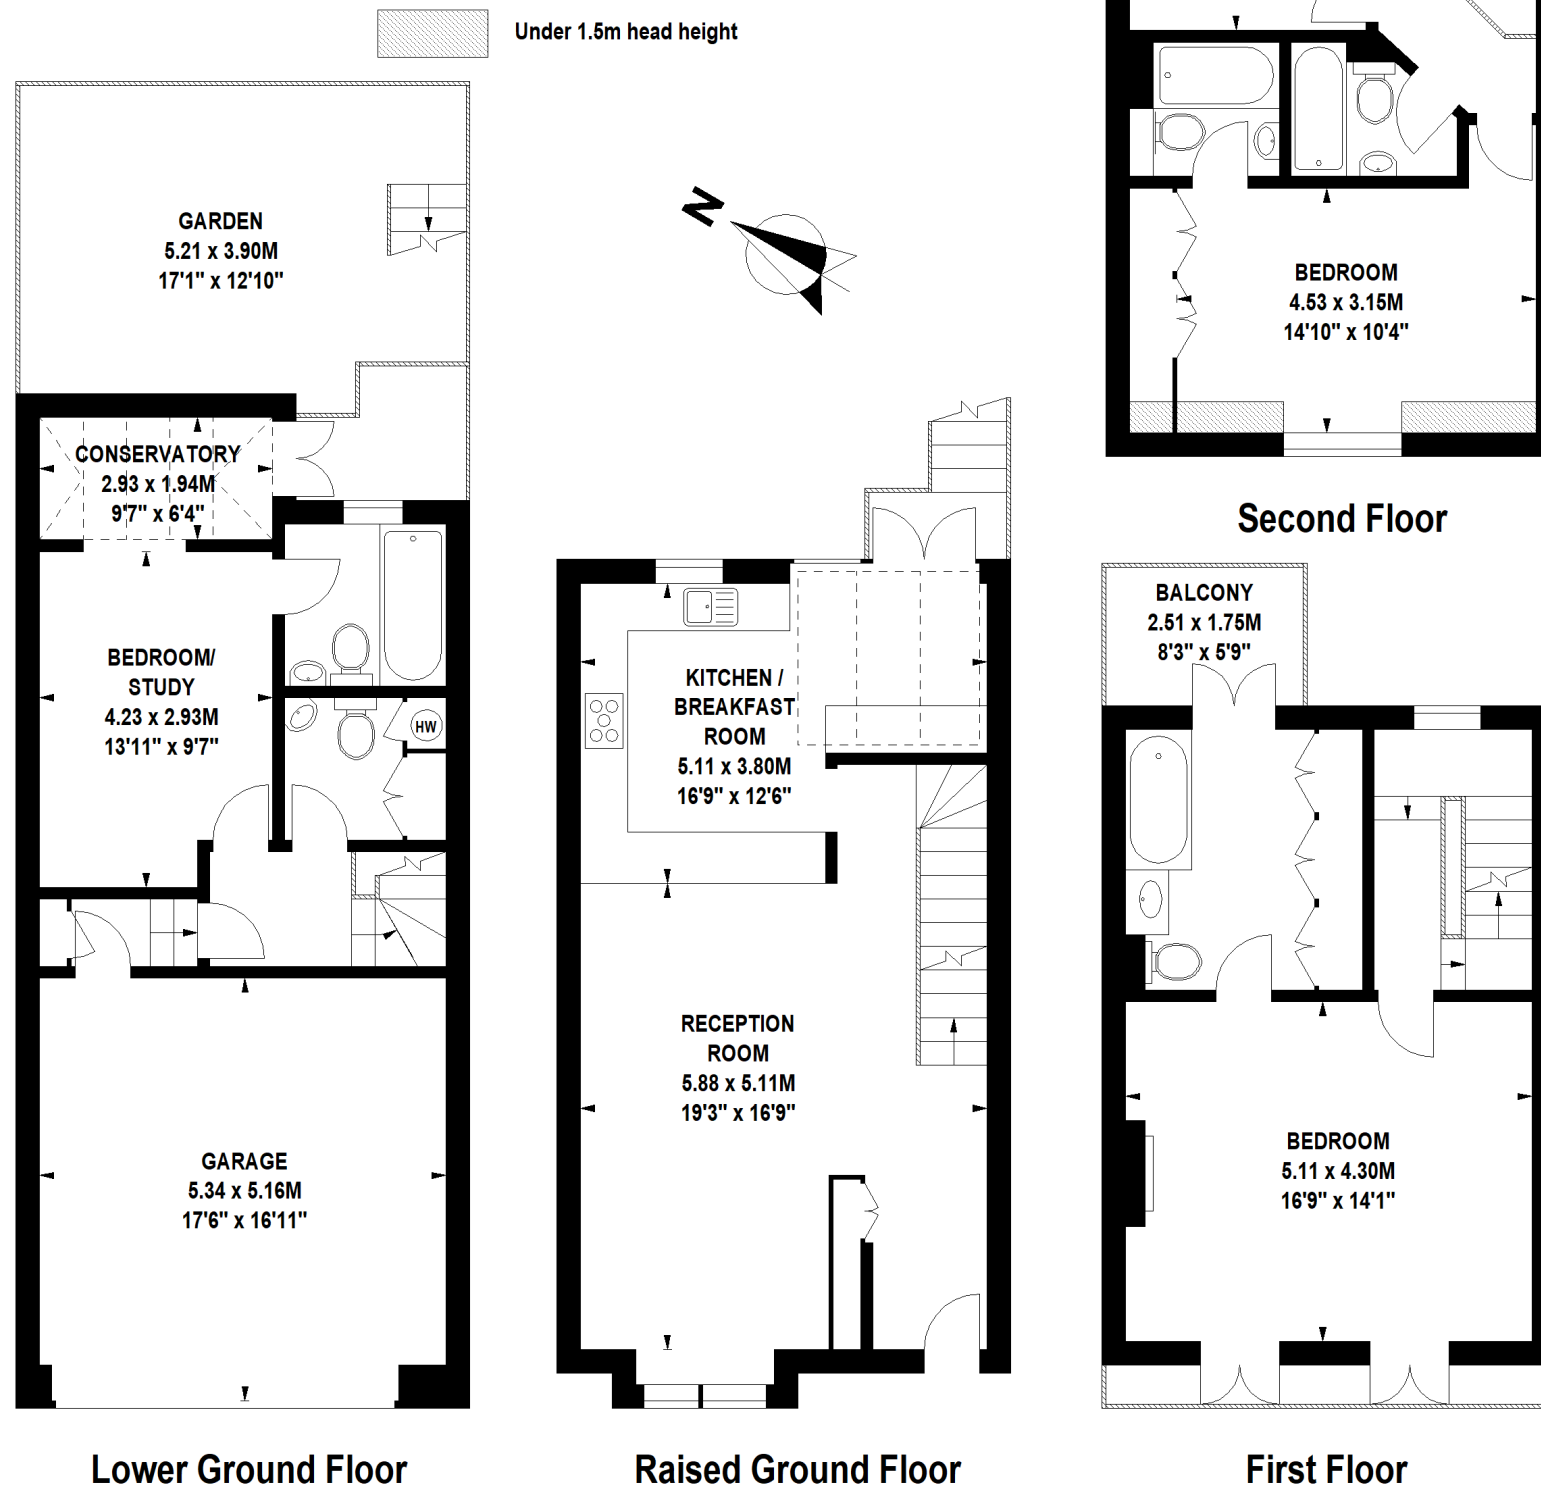 Under 1.5m head height
GARDEN
5.21 x 3.90M
17'1" x 12'10"
N
BEDROOM
4.53 x 3.15M
14'10" x 10'4"
Second Floor
CONSERVATORY
2.93 x 1.94M
9'7" x 6'4"
BEDROOM/
STUDY
4.23 x 2.93M
13'11" x 9'7"
HW
GARAGE
5.34 x 5.16M
17'6" x 16'11"
Lower Ground Floor
KITCHEN /
BREAKFAST
ROOM
5.11 x 3.80M
16'9" x 12'6"
RECEPTION
ROOM
5.88 x 5.11M
19'3" x 16'9"
Raised Ground Floor
BALCONY
2.51 x 1.75M
8'3" x 5'9"
BEDROOM
5.11 x 4.30M
16'9" x 14'1"
First Floor